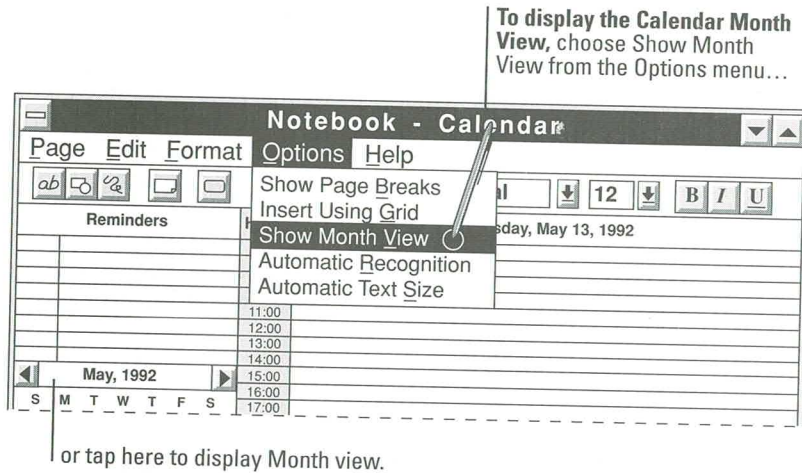 To display the Calendar Month
View, choose Show Month
View from the Options menu...
Notebook - Calendar
Page Edit Format Options Help
ab 12 B I U
Show Page Breaks
Insert Using Grid
Show Month View
Automatic Recognition
Automatic Text Size
Reminders
May 13, 1992
11:00
12:00
13:00
14:00
15:00
16:00
17:00
May, 1992
S M T W T F S
or tap here to display Month view.